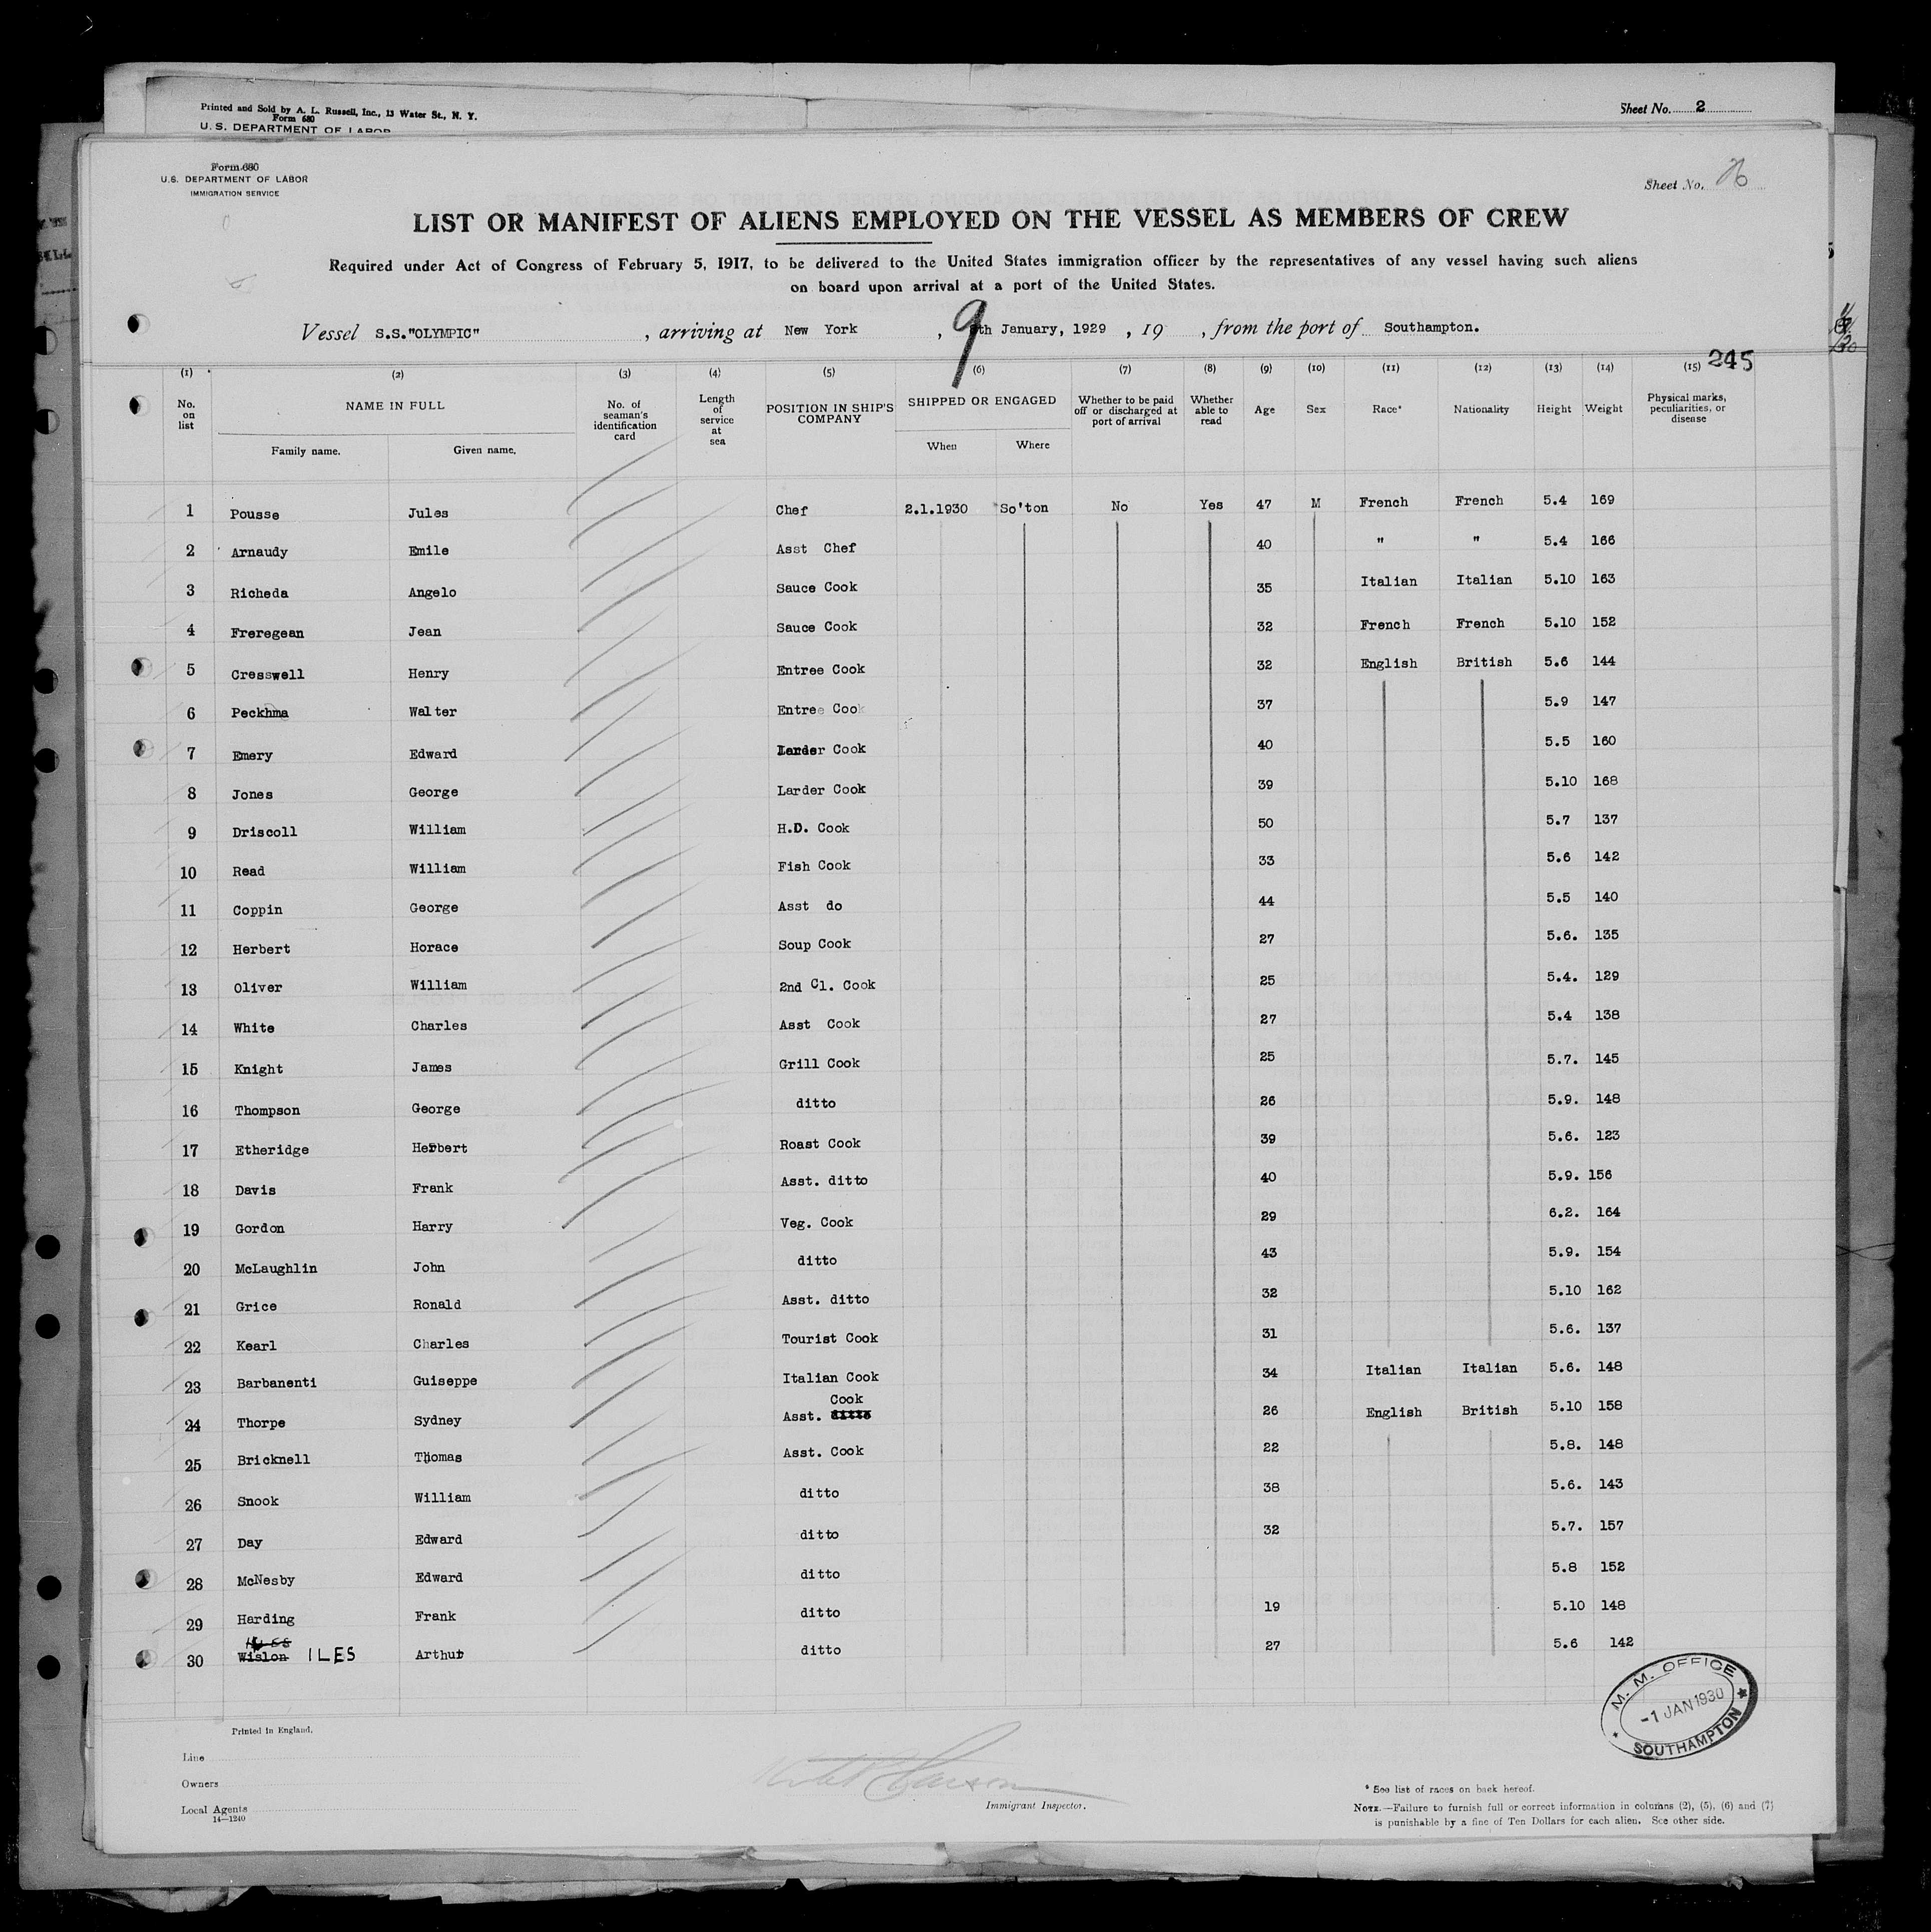 Printed and Sold by A. L. Russell, Inc., 13 Water St., N. Y.
Form 680
U. S. DEPARTMENT OF LABOR
Sheet No. 2
Form 680
U.S. DEPARTMENT OF LABOR
IMMIGRATION SERVICE
Sheet No.
LIST OR MANIFEST OF ALIENS EMPLOYED ON THE VESSEL AS MEMBERS OF CREW
Required under Act of Congress of February 5, 1917, to be delivered to the United States immigration officer by the representatives of any vessel having such aliens
on board upon arrival at a port of the United States.
Vessel S.S."OLYMPIC" , arriving at New York , 9th January, 1929 , 19 , from the port of Southampton.
245
(1) (2) (3) (4) (5) (6) (7) (8) (9) (10) (11) (12) (13) (14) (15)
No. on list NAME IN FULL Family name. Given name. No. of seaman's identification card Length of service at sea POSITION IN SHIP'S COMPANY SHIPPED OR ENGAGED When Where Whether to be paid off or discharged at port of arrival Whether able to read Age Sex Race* Nationality Height Weight Physical marks, peculiarities, or disease
1 Pousse Jules Chef 2.1.1930 So'ton No Yes 47 M French French 5.4 169
2 Arnaudy Emile Asst Chef 40 " " 5.4 166
3 Richeda Angelo Sauce Cook 35 Italian Italian 5.10 163
4 Freregean Jean Sauce Cook 32 French French 5.10 152
5 Cresswell Henry Entree Cook 32 English British 5.6 144
6 Peckhma Walter Entree Cook 37 5.9 147
7 Emery Edward Larder Cook 40 5.5 160
8 Jones George Larder Cook 39 5.10 168
9 Driscoll William H.D. Cook 50 5.7 137
10 Read William Fish Cook 33 5.6 142
11 Coppin George Asst do 44 5.5 140
12 Herbert Horace Soup Cook 27 5.6. 135
13 Oliver William 2nd Cl. Cook 25 5.4. 129
14 White Charles Asst Cook 27 5.4 138
15 Knight James Grill Cook 25 5.7. 145
16 Thompson George ditto 26 5.9. 148
17 Etheridge Herbert Roast Cook 39 5.6. 123
18 Davis Frank Asst. ditto 40 5.9. 156
19 Gordon Harry Veg. Cook 29 6.2. 164
20 McLaughlin John ditto 43 5.9. 154
21 Grice Ronald Asst. ditto 32 5.10 162
22 Kearl Charles Tourist Cook 31 5.6. 137
23 Barbanenti Guiseppe Italian Cook 34 Italian Italian 5.6. 148
24 Thorpe Sydney Asst. ditto Cook 26 English British 5.10 158
25 Bricknell Thomas Asst. Cook 22 5.8. 148
26 Snook William ditto 38 5.6. 143
27 Day Edward ditto 32 5.7. 157
28 McNesby Edward ditto 5.8 152
29 Harding Frank ditto 19 5.10 148
30 Wislon ILES Arthur ditto 27 5.6 142
M. M. OFFICE
-1 JAN 1930
SOUTHAMPTON
Printed in England.
Line
Owners
Local Agents
14—1240
Immigrant Inspector.
* See list of races on back hereof.
NOTE.—Failure to furnish full or correct information in columns (2), (5), (6) and (7)
is punishable by a fine of Ten Dollars for each alien. See other side.